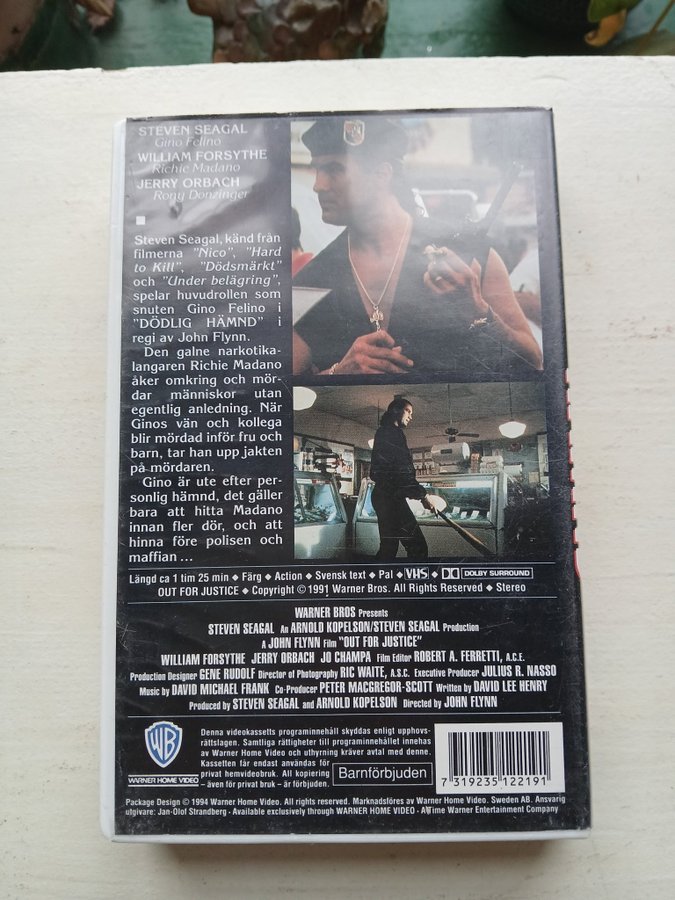 STEVEN SEAGAL
Gino Felino
WILLIAM FORSYTHE
Richie Madano
JERRY ORBACH
Rony Donzinger
Steven Seagal, känd från
filmerna "Nico", "Hard
to Kill", "Dödsmärkt"
och "Under belägring",
spelar huvudrollen som
snuten Gino Felino i
"DÖDLIG HÄMND" i
regi av John Flynn.
Den galne narkotika-
langaren Richie Madano
åker omkring och mör-
dar människor utan
egentlig anledning. När
Ginos vän och kollega
blir mördad inför fru och
barn, tar han upp jakten
på mördaren.
Gino är ute efter per-
sonlig hämnd, det gäller
bara att hitta Madano
innan fler dör, och att
hinna före polisen och
maffian ...
Längd ca 1 tim 25 min ◆ Färg ◆ Action ◆ Svensk text ◆ Pal ◆ VHS ◆ DOLBY SURROUND
OUT FOR JUSTICE ◆ Copyright © 1991 Warner Bros. All Rights Reserved ◆ Stereo
WARNER BROS Presents
STEVEN SEAGAL An ARNOLD KOPELSON/STEVEN SEAGAL Production
A JOHN FLYNN Film "OUT FOR JUSTICE"
WILLIAM FORSYTHE JERRY ORBACH JO CHAMPA Film Editor ROBERT A. FERRETTI, A.C.E.
Production Designer GENE RUDOLF Director of Photography RIC WAITE, A.S.C. Executive Producer JULIUS R. NASSO
Music by DAVID MICHAEL FRANK Co-Producer PETER MACGREGOR-SCOTT Written by DAVID LEE HENRY
Produced by STEVEN SEAGAL and ARNOLD KOPELSON Directed by JOHN FLYNN
WB
WARNER HOME VIDEO
Denna videokassetts programinnehåll skyddas enligt upphovs-
rättslagen. Samtliga rättigheter till programinnehållet innehas
av Warner Home Video och uthyrning kräver avtal med denne.
Kassetten får endast användas för
privat hemvideobruk. All kopiering
– även för privat bruk – är förbjuden.
Barnförbjuden
7 319235 122191
Package Design © 1994 Warner Home Video. All rights reserved. Marknadsföres av Warner Home Video. Sweden AB. Ansvarig
utgivare: Jan-Olof Strandberg - Available exclusively through WARNER HOME VIDEO - A Time Warner Entertainment Company